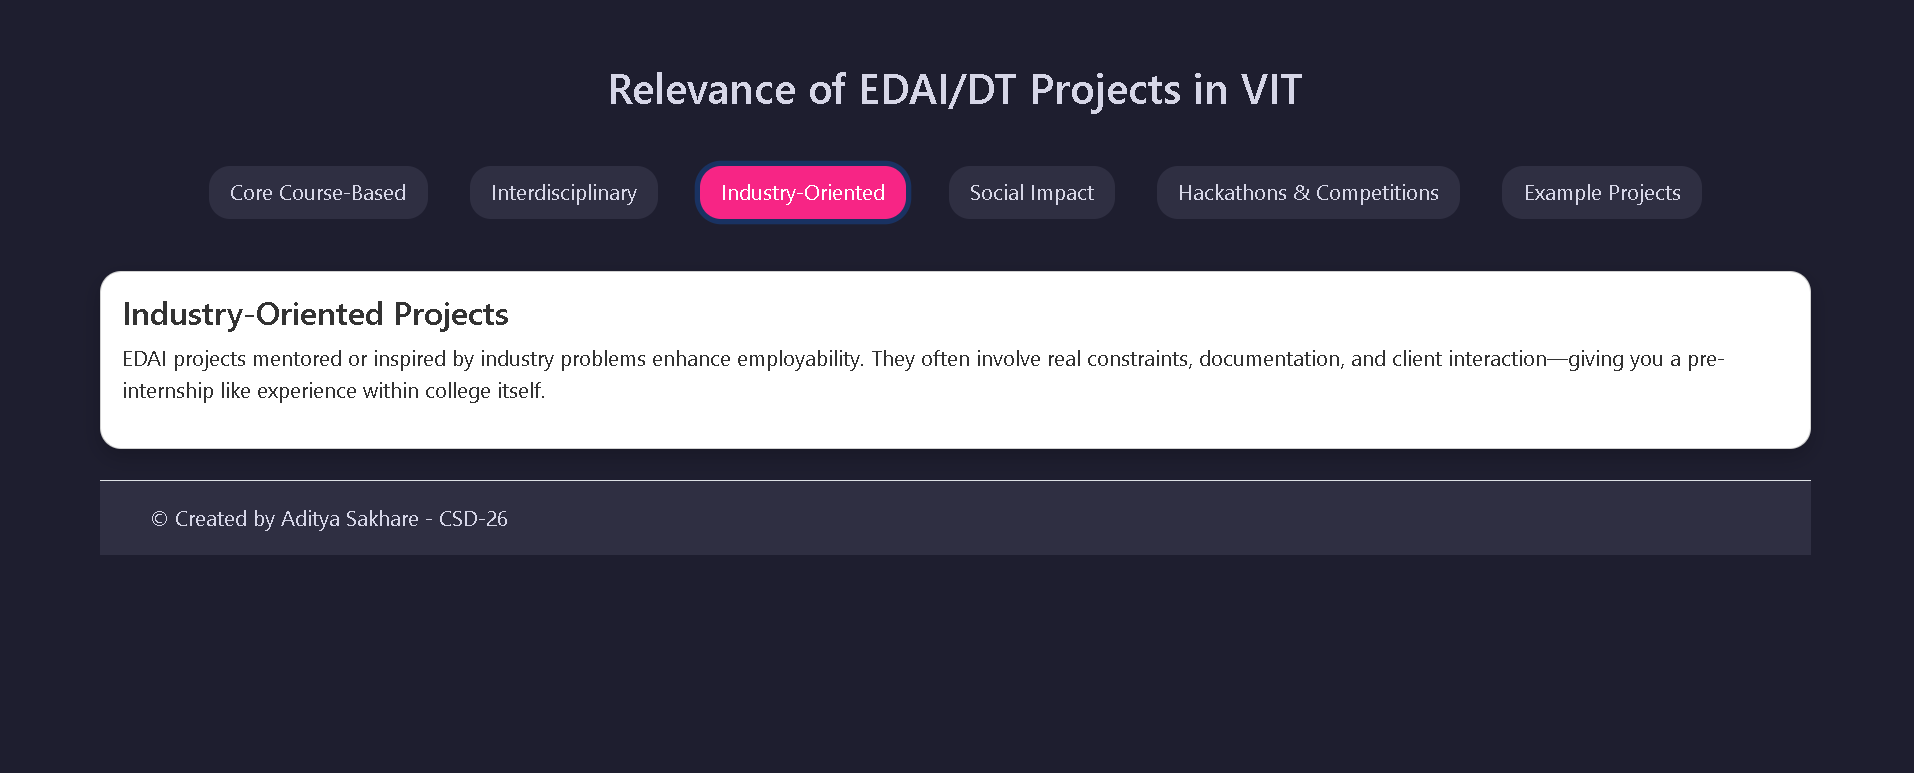 Relevance of EDAI/DT Projects in VIT
Core Course-Based
Interdisciplinary
Industry-Oriented
Social Impact
Hackathons & Competitions
Example Projects
Industry-Oriented Projects
EDAI projects mentored or inspired by industry problems enhance employability. They often involve real constraints, documentation, and client interaction—giving you a pre-
internship like experience within college itself.
© Created by Aditya Sakhare - CSD-26